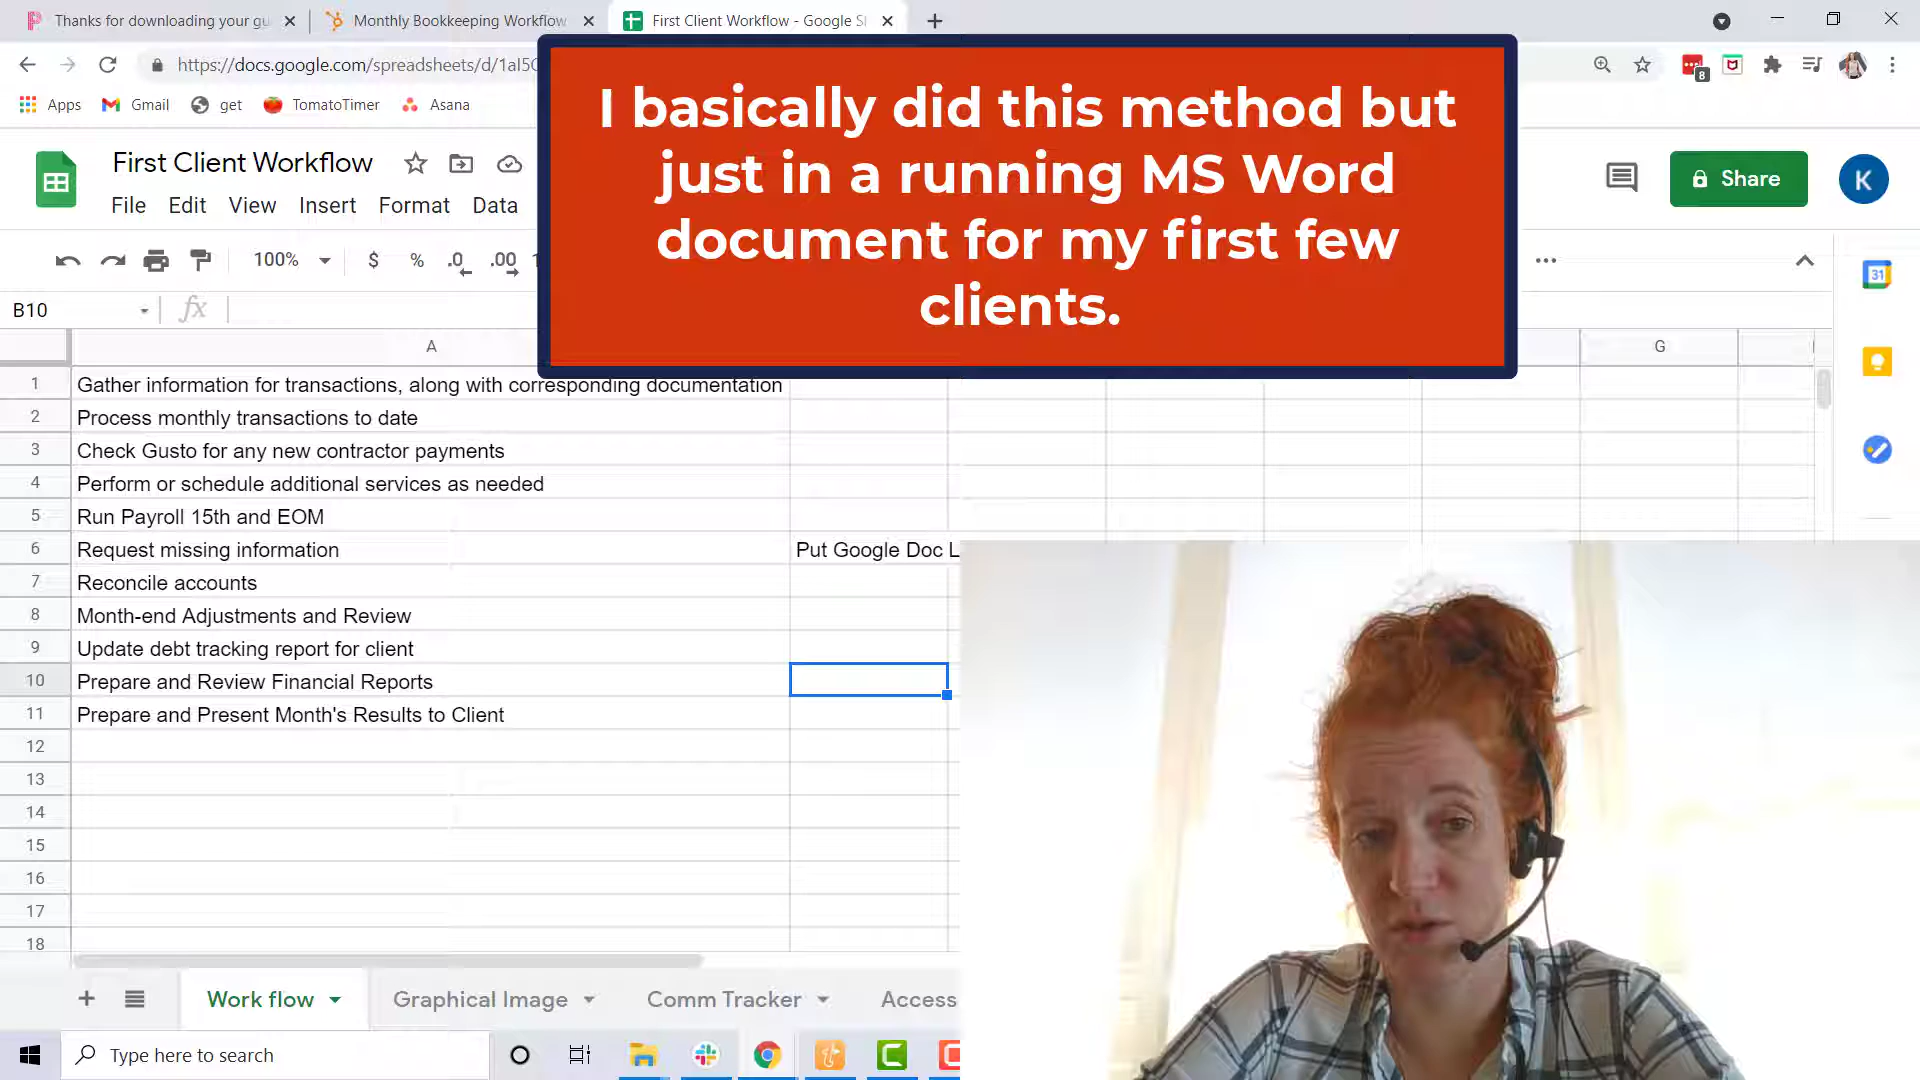 Thanks for downloading your gu
Monthly Bookkeeping Workflow
First Client Workflow - Google Sh
https://docs.google.com/spreadsheets/d/1aI5
8
Apps
Gmail
get
TomatoTimer
Asana
I basically did this method but
just in a running MS Word
document for my first few
clients.
First Client Workflow
File
Edit
View
Insert
Format
Data
Share
K
100%
$
%
.0
.00
31
B10
fx
A
G
1 Gather information for transactions, along with corresponding documentation
2 Process monthly transactions to date
3 Check Gusto for any new contractor payments
4 Perform or schedule additional services as needed
5 Run Payroll 15th and EOM
6 Request missing information Put Google Doc L
7 Reconcile accounts
8 Month-end Adjustments and Review
9 Update debt tracking report for client
10 Prepare and Review Financial Reports
11 Prepare and Present Month's Results to Client
12
13
14
15
16
17
18
Work flow
Graphical Image
Comm Tracker
Access
Type here to search